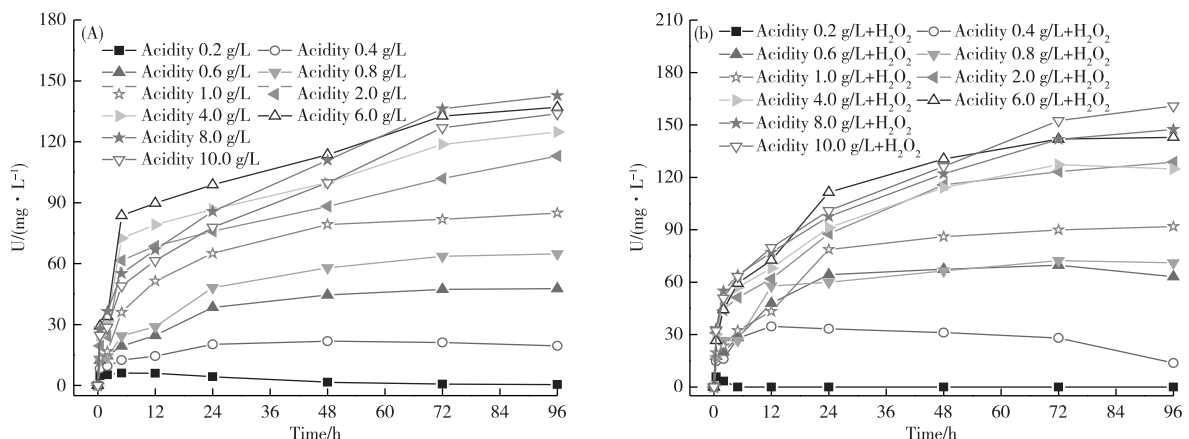 (A)
Acidity 0.2 g/L
Acidity 0.4 g/L
Acidity 0.6 g/L
Acidity 0.8 g/L
Acidity 1.0 g/L
Acidity 2.0 g/L
Acidity 4.0 g/L
Acidity 6.0 g/L
Acidity 8.0 g/L
Acidity 10.0 g/L
180
150
120
90
60
30
0
U/(mg·L⁻¹)
0 12 24 36 48 60 72 84 96
Time/h
(b)
Acidity 0.2 g/L+H₂O₂
Acidity 0.4 g/L+H₂O₂
Acidity 0.6 g/L+H₂O₂
Acidity 0.8 g/L+H₂O₂
Acidity 1.0 g/L+H₂O₂
Acidity 2.0 g/L+H₂O₂
Acidity 4.0 g/L+H₂O₂
Acidity 6.0 g/L+H₂O₂
Acidity 8.0 g/L+H₂O₂
Acidity 10.0 g/L+H₂O₂
210
180
150
120
90
60
30
0
U/(mg·L⁻¹)
0 12 24 36 48 60 72 84 96
Time/h